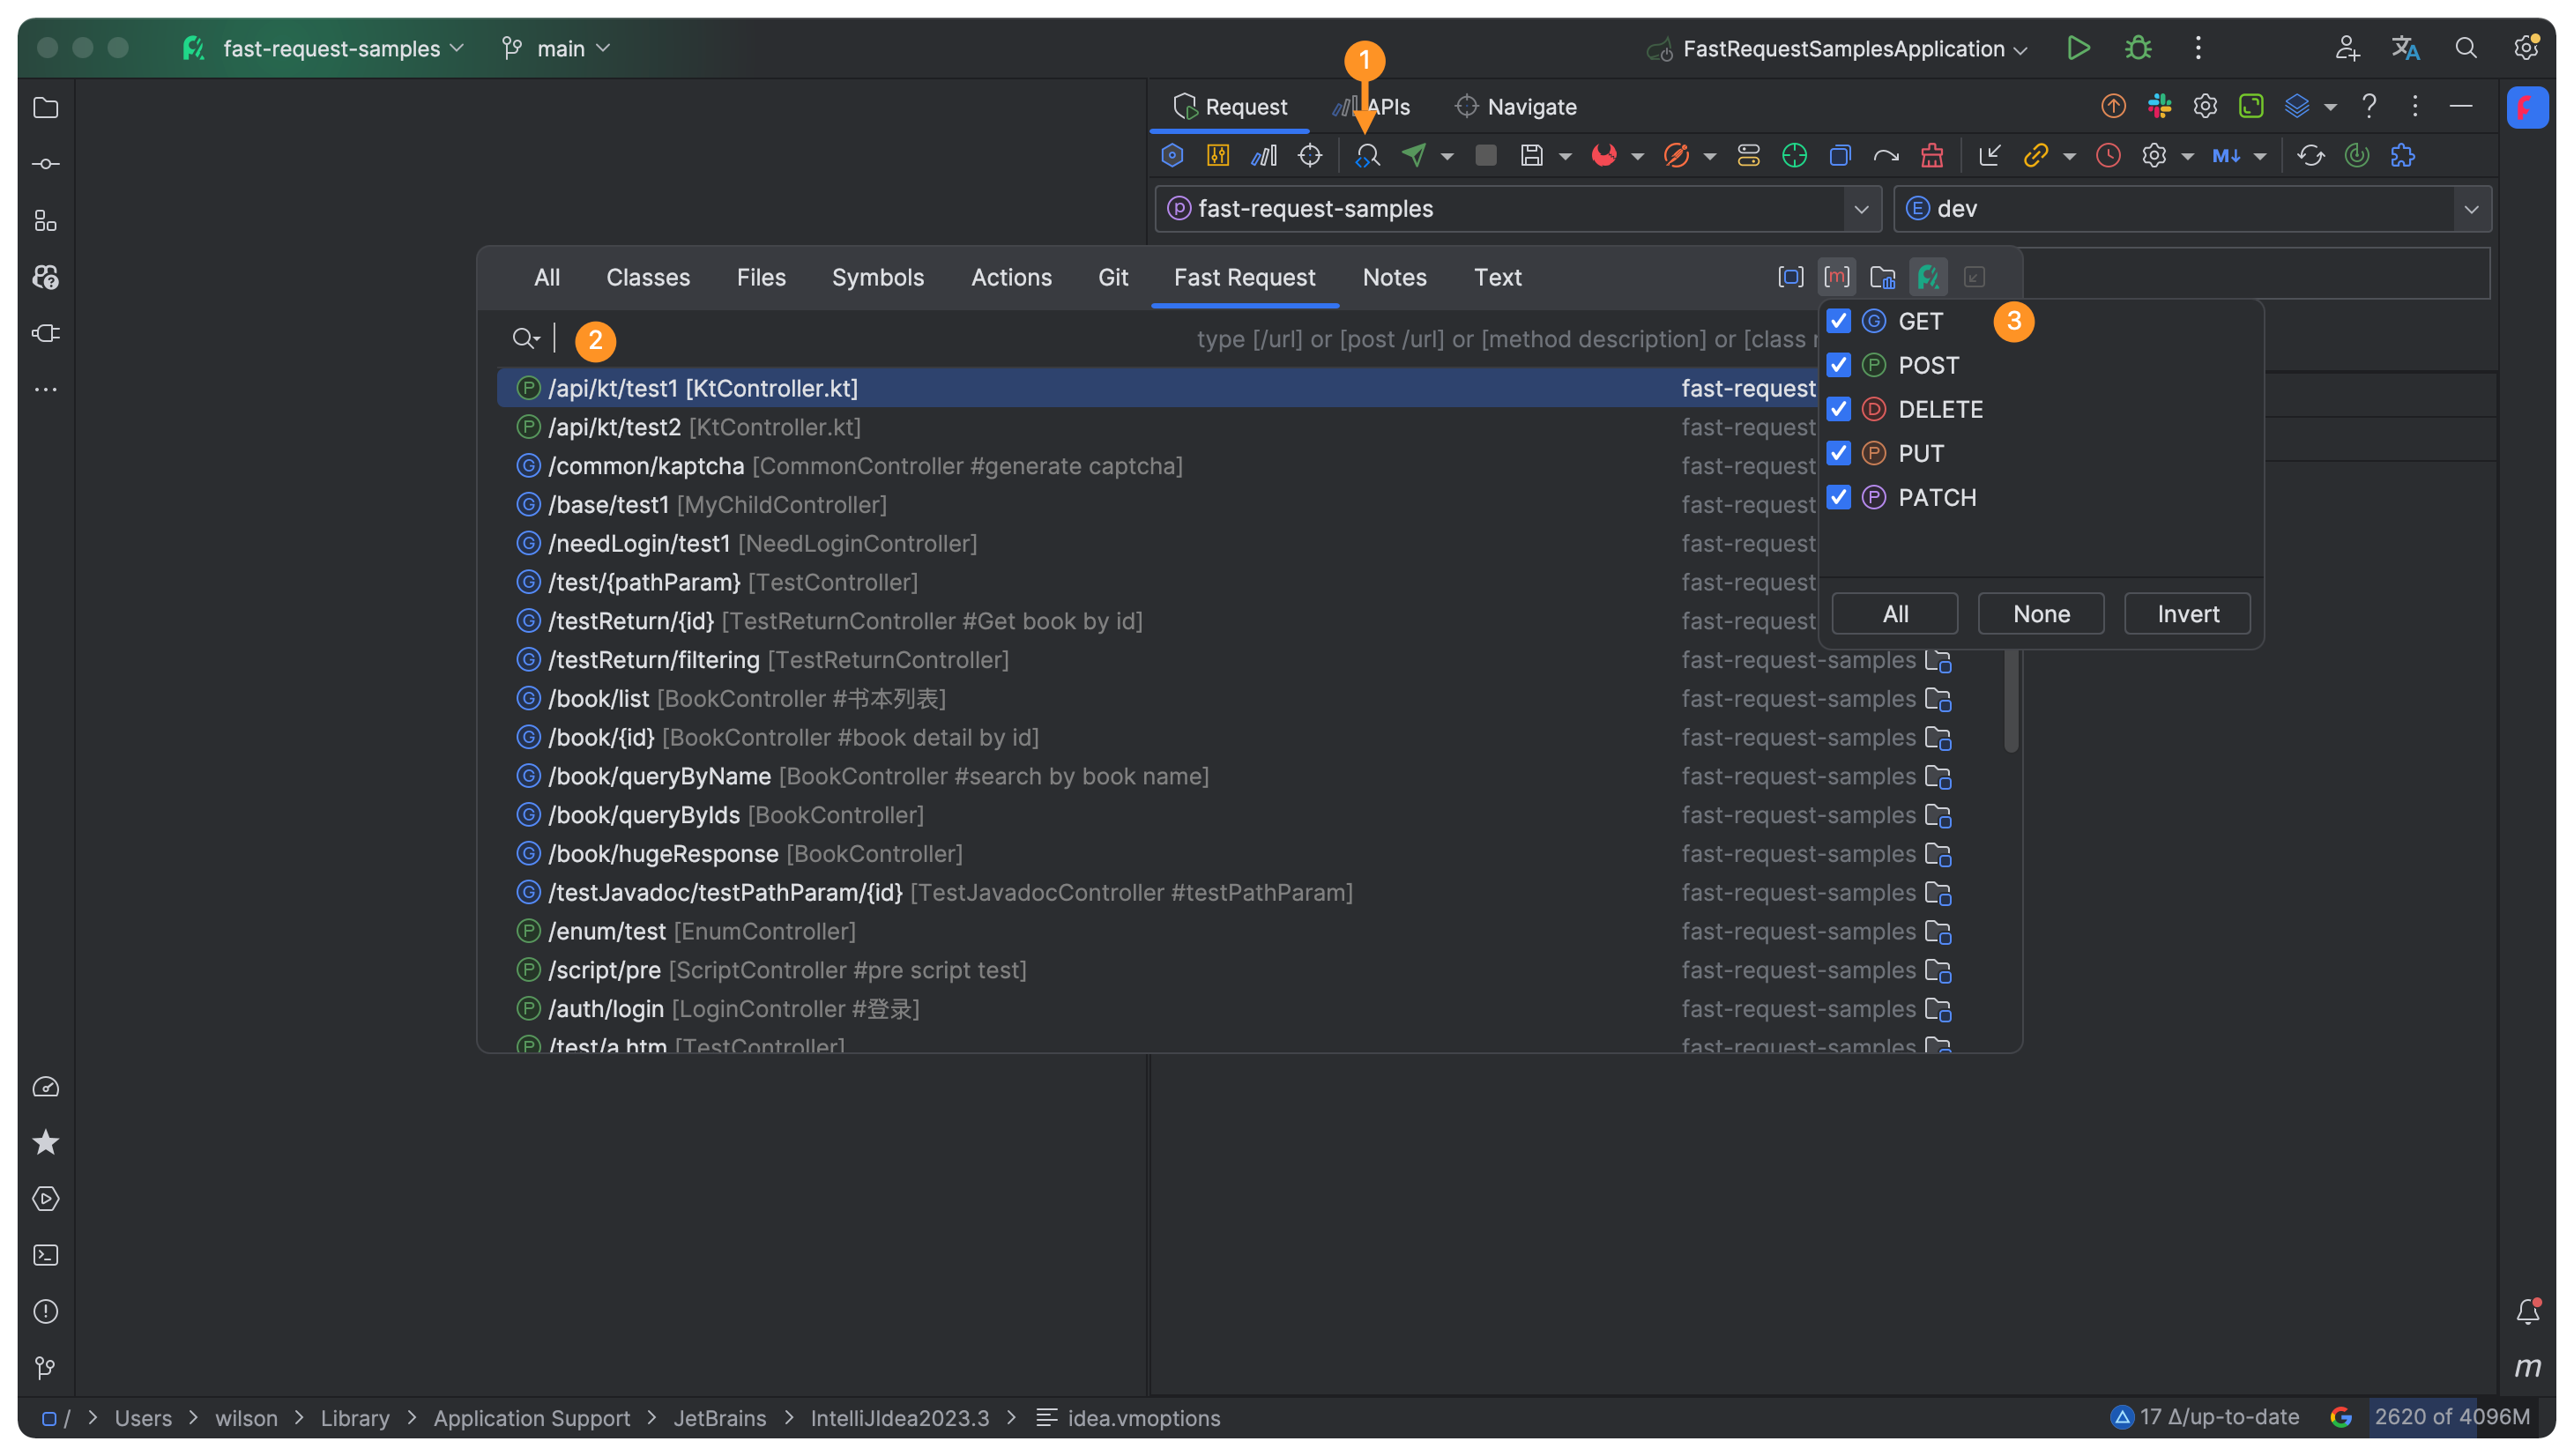 fast-request-samples
main
FastRequestSamplesApplication
1
Request
APIs
Navigate
M↓
fast-request-samples
dev
All Classes Files Symbols Actions Git Fast Request Notes Text
2
type [/url] or [post /url] or [method description] or [class
GET
3
POST
DELETE
PUT
PATCH
All None Invert
/api/kt/test1 [KtController.kt] fast-request
/api/kt/test2 [KtController.kt] fast-request
/common/kaptcha [CommonController #generate captcha] fast-request
/base/test1 [MyChildController] fast-request
/needLogin/test1 [NeedLoginController] fast-request
/test/{pathParam} [TestController] fast-request
/testReturn/{id} [TestReturnController #Get book by id] fast-request
/testReturn/filtering [TestReturnController] fast-request-samples
/book/list [BookController #书本列表] fast-request-samples
/book/{id} [BookController #book detail by id] fast-request-samples
/book/queryByName [BookController #search by book name] fast-request-samples
/book/queryByIds [BookController] fast-request-samples
/book/hugeResponse [BookController] fast-request-samples
/testJavadoc/testPathParam/{id} [TestJavadocController #testPathParam] fast-request-samples
/enum/test [EnumController] fast-request-samples
/script/pre [ScriptController #pre script test] fast-request-samples
/auth/login [LoginController #登录] fast-request-samples
/test/a.htm [TestController] fast-request-samples
m
/ > Users > wilson > Library > Application Support > JetBrains > IntelliJIdea2023.3 > idea.vmoptions
17 Δ/up-to-date
2620 of 4096M